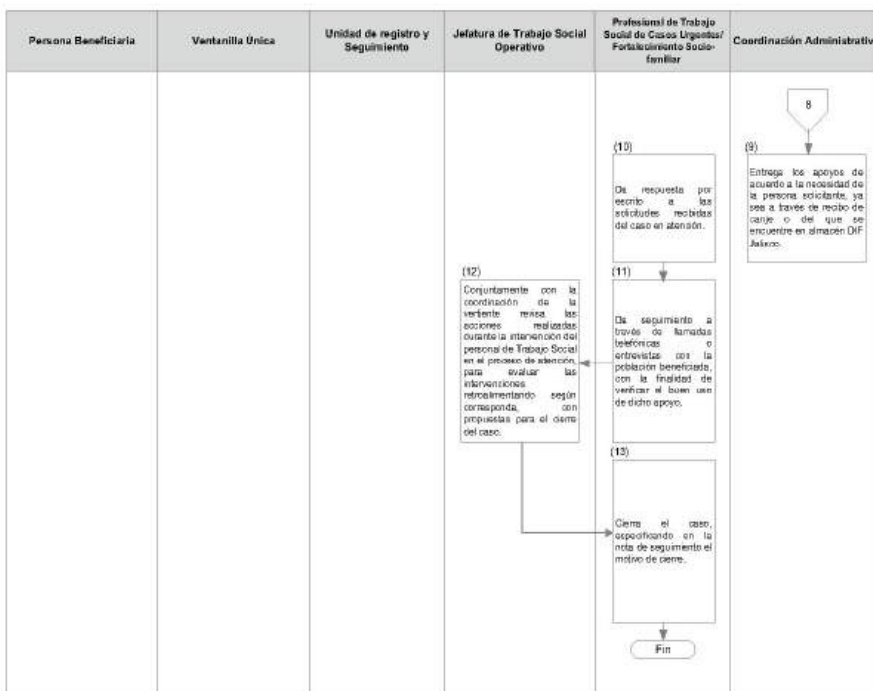 Persona Beneficiaria
Ventanilla Única
Unidad de registro y
Seguimiento
Jefatura de Trabajo Social
Operativo
Profesional de Trabajo
Social de Casos Urgentes/
Fortalecimiento Socio-
familiar
Coordinación Administrativ
8
(9)
Entrega los apoyos de
acuerdo a la necesidad de
la persona solicitante, ya
sea a través de recibo de
canje o del que se
encuentre en almacén DIF
Jalisco.
(10)
Da respuesta por
escrito a las
solicitudes recibidas
del caso en atención.
(11)
Da seguimiento a
través de llamadas
telefónicas o
entrevistas con la
población beneficiada,
con la finalidad de
verificar el buen uso
de dicho apoyo.
(12)
Conjuntamente con la
coordinación de la
vertiente revisa las
acciones realizadas
durante la intervención del
personal de Trabajo Social
en el proceso de atención,
para evaluar las
intervenciones
retroalimentando según
corresponda, con
propuestas para el cierre
del caso.
(13)
Cierra el caso,
especificando en la
nota de seguimiento el
motivo de cierre.
Fin